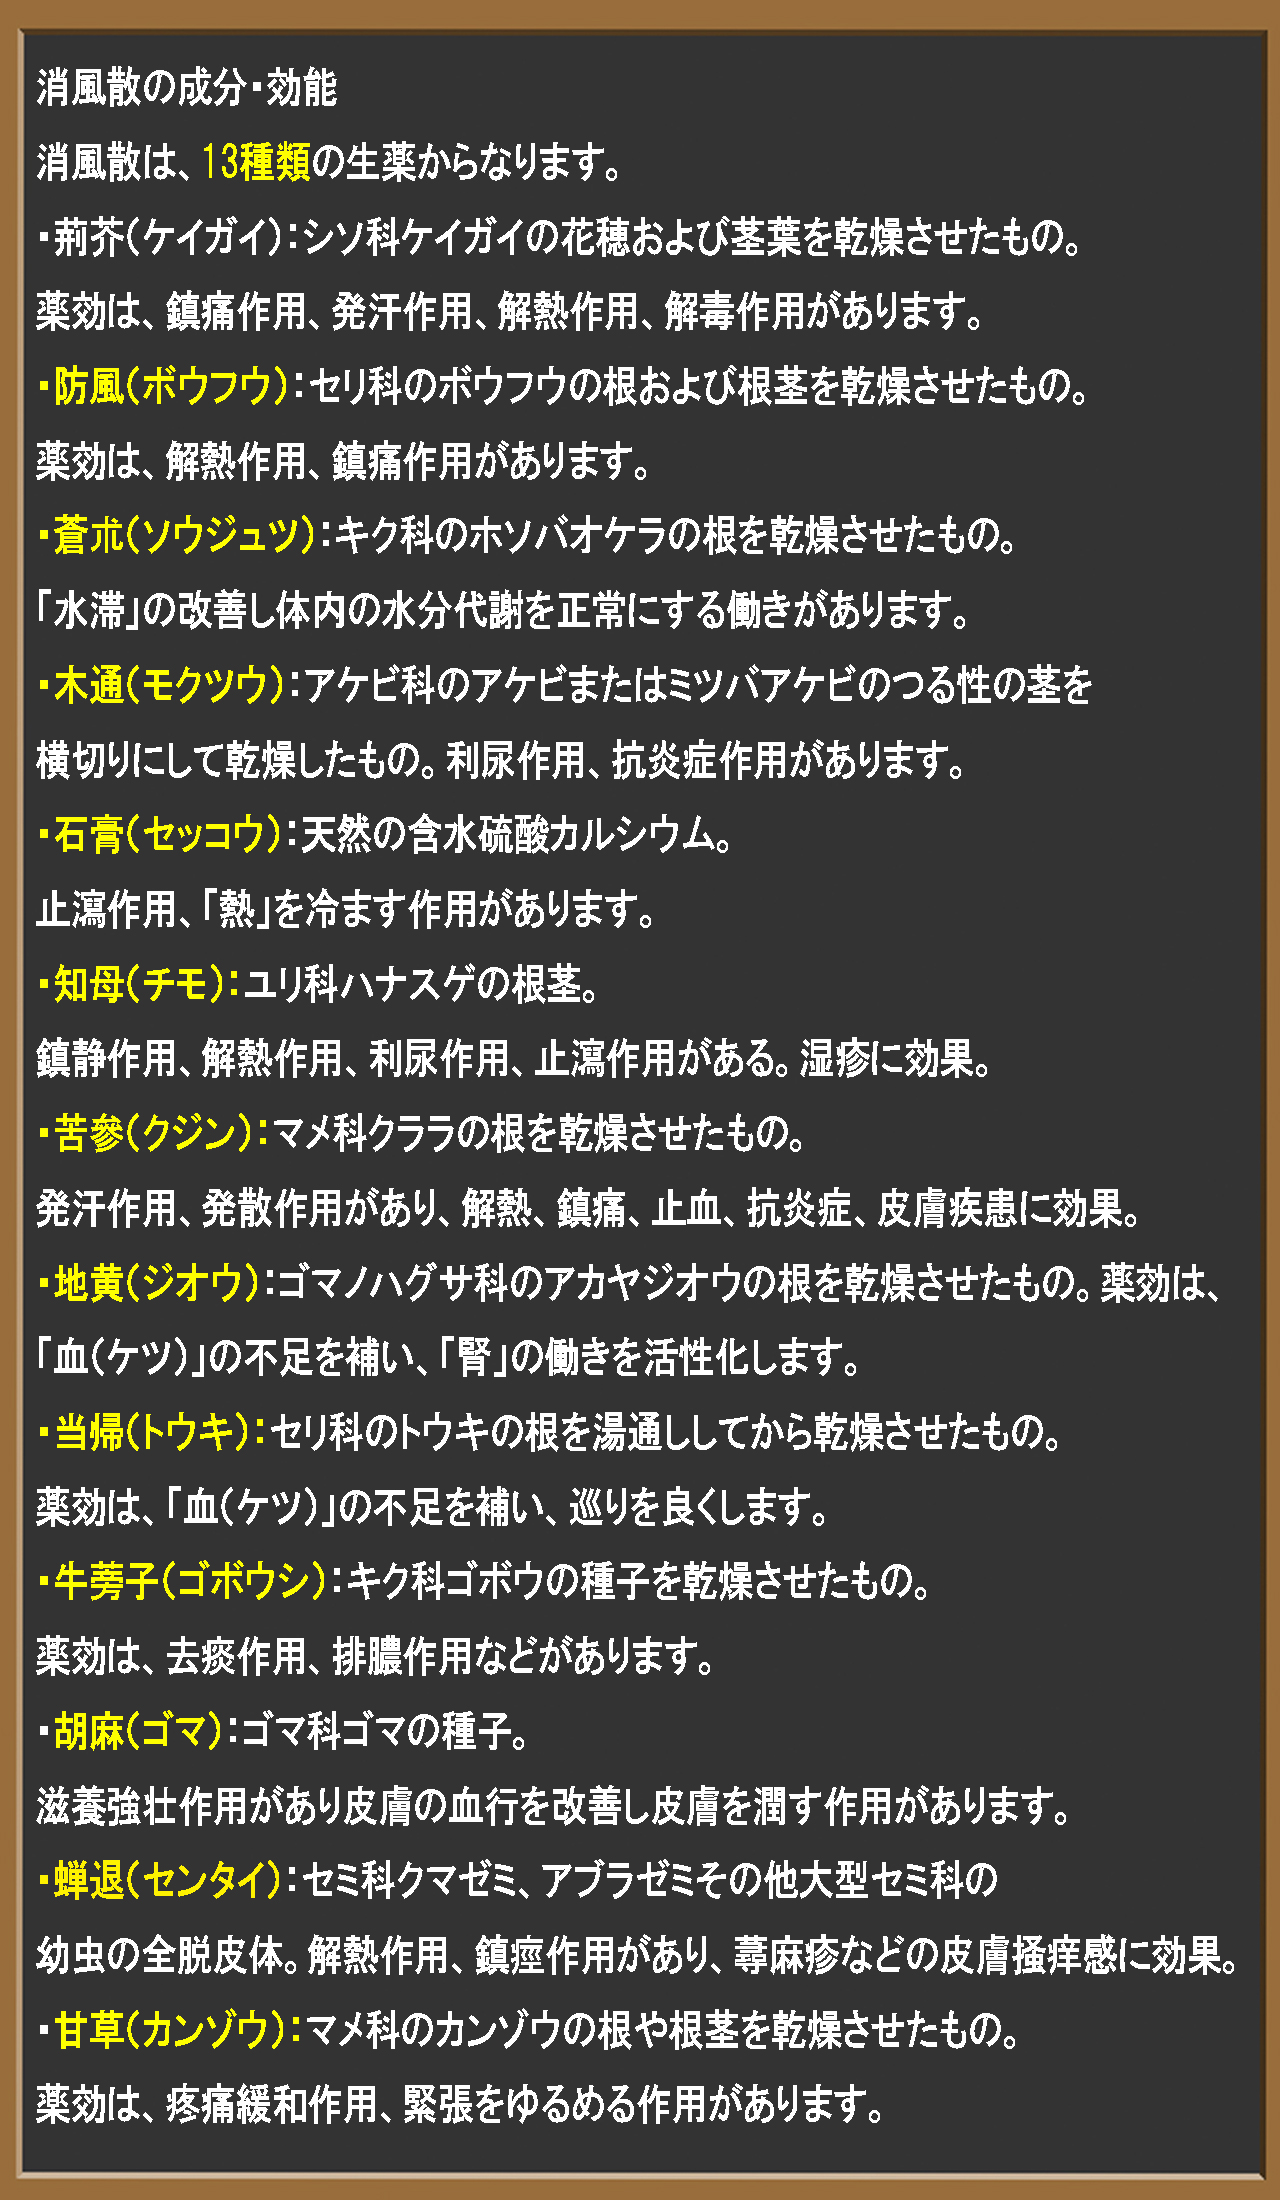 消風散の成分・効能
消風散は、13種類の生薬からなります。
・荊芥（ケイガイ）：シソ科ケイガイの花穂および茎葉を乾燥させたもの。
薬効は、鎮痛作用、発汗作用、解熱作用、解毒作用があります。
・防風（ボウフウ）：セリ科のボウフウの根および根茎を乾燥させたもの。
薬効は、解熱作用、鎮痛作用があります。
・蒼朮（ソウジュツ）：キク科のホソバオケラの根を乾燥させたもの。
「水滞」の改善し体内の水分代謝を正常にする働きがあります。
・木通（モクツウ）：アケビ科のアケビまたはミツバアケビのつる性の茎を
横切りにして乾燥したもの。利尿作用、抗炎症作用があります。
・石膏（セッコウ）：天然の含水硫酸カルシウム。
止瀉作用、「熱」を冷ます作用があります。
・知母（チモ）：ユリ科ハナスゲの根茎。
鎮静作用、解熱作用、利尿作用、止瀉作用がある。湿疹に効果。
・苦參（クジン）：マメ科クララの根を乾燥させたもの。
発汗作用、発散作用があり、解熱、鎮痛、止血、抗炎症、皮膚疾患に効果。
・地黄（ジオウ）：ゴマノハグサ科のアカヤジオウの根を乾燥させたもの。薬効は、
「血（ケツ）」の不足を補い、「腎」の働きを活性化します。
・当帰（トウキ）：セリ科のトウキの根を湯通ししてから乾燥させたもの。
薬効は、「血（ケツ）」の不足を補い、巡りを良くします。
・牛蒡子（ゴボウシ）：キク科ゴボウの種子を乾燥させたもの。
薬効は、去痰作用、排膿作用などがあります。
・胡麻（ゴマ）：ゴマ科ゴマの種子。
滋養強壮作用があり皮膚の血行を改善し皮膚を潤す作用があります。
・蝉退（センタイ）：セミ科クマゼミ、アブラゼミその他大型セミ科の
幼虫の全脱皮体。解熱作用、鎮痙作用があり、蕁麻疹などの皮膚掻痒感に効果。
・甘草（カンゾウ）：マメ科のカンゾウの根や根茎を乾燥させたもの。
薬効は、疼痛緩和作用、緊張をゆるめる作用があります。